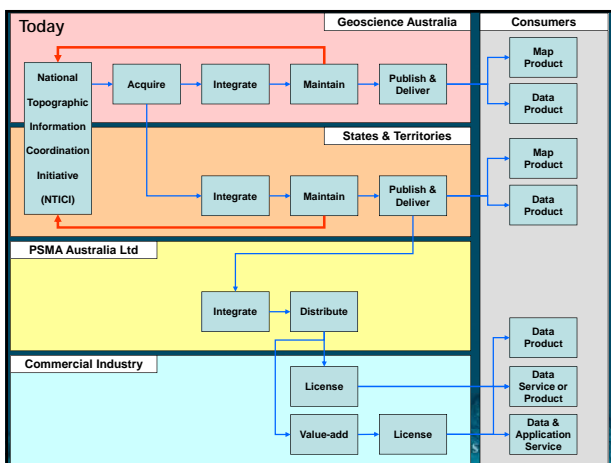 Today
Geoscience Australia
Consumers
National
Topographic
Information
Coordination
Initiative
(NTICI)
Acquire
Integrate
Maintain
Publish &
Deliver
Map
Product
Data
Product
States & Territories
Integrate
Maintain
Publish &
Deliver
Map
Product
Data
Product
PSMA Australia Ltd
Integrate
Distribute
Commercial Industry
License
Value-add
License
Data
Product
Data
Service or
Product
Data &
Application
Service